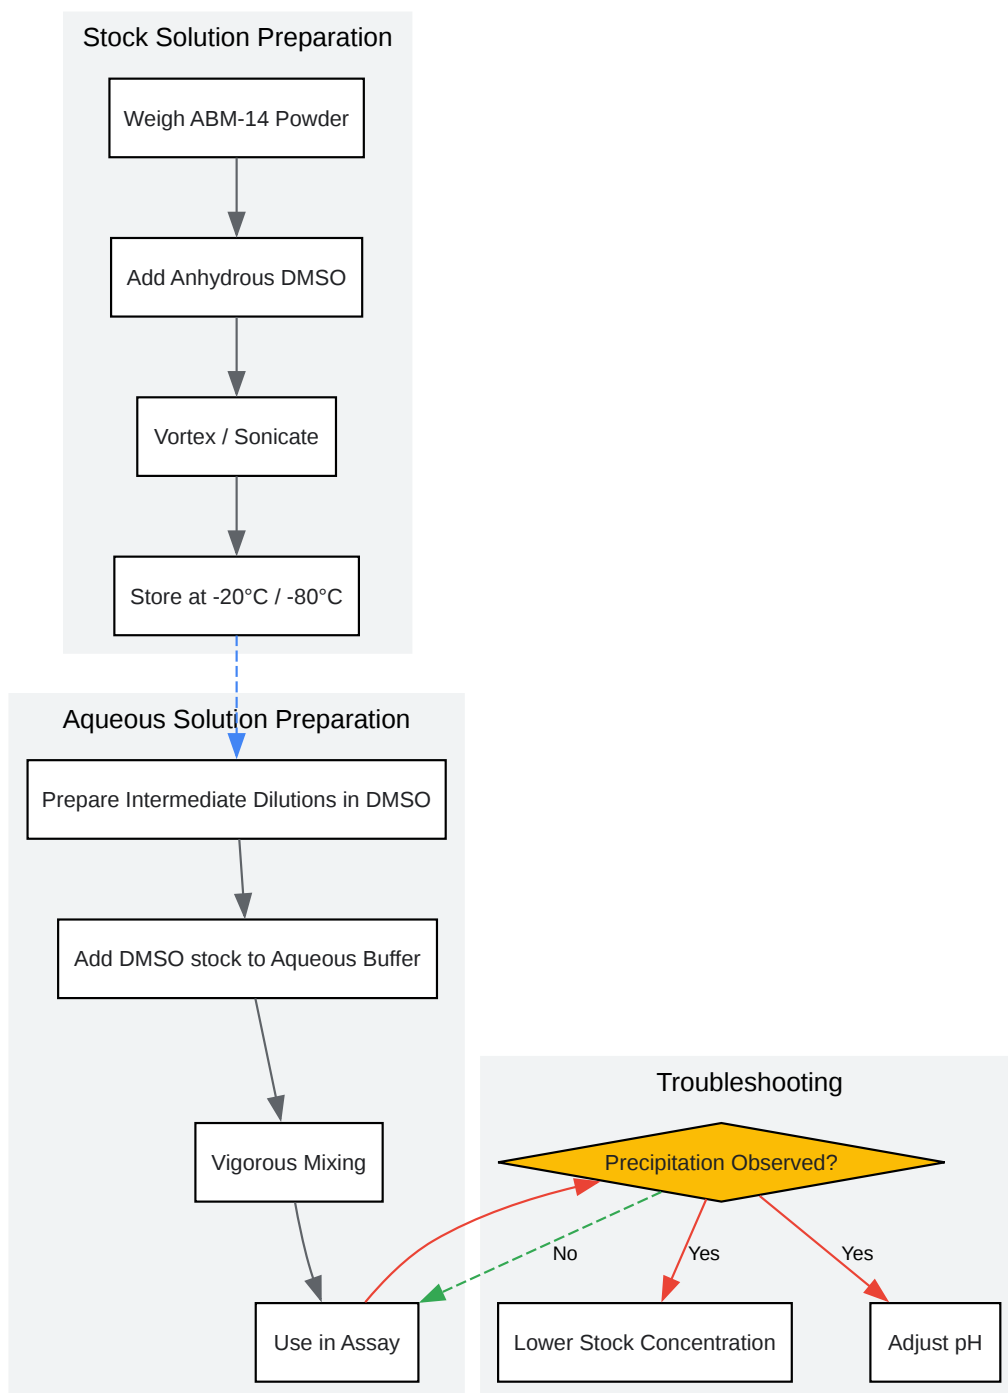 Stock Solution Preparation
Weigh ABM-14 Powder
Add Anhydrous DMSO
Vortex / Sonicate
Store at -20°C / -80°C
Aqueous Solution Preparation
Prepare Intermediate Dilutions in DMSO
Add DMSO stock to Aqueous Buffer
Vigorous Mixing
Use in Assay
Troubleshooting
Precipitation Observed?
No
Yes
Yes
Lower Stock Concentration
Adjust pH